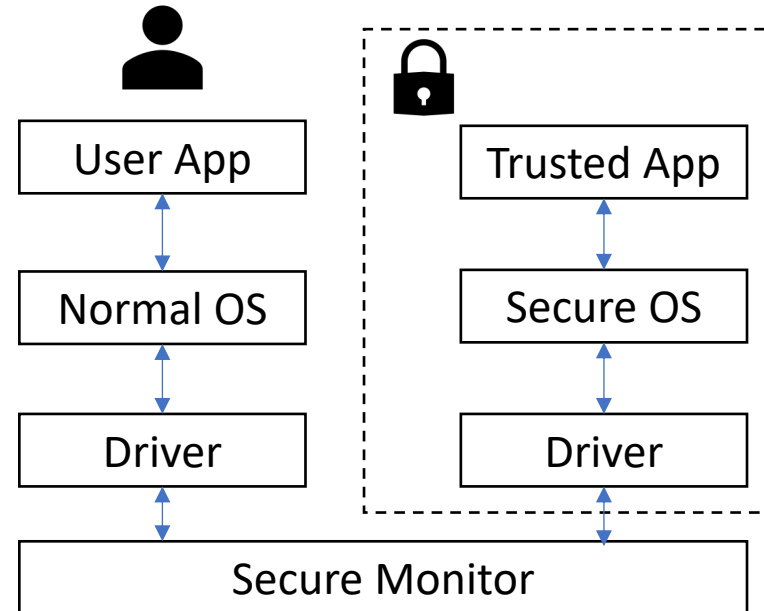 User App
Trusted App
Normal OS
Secure OS
Driver
Driver
Secure Monitor